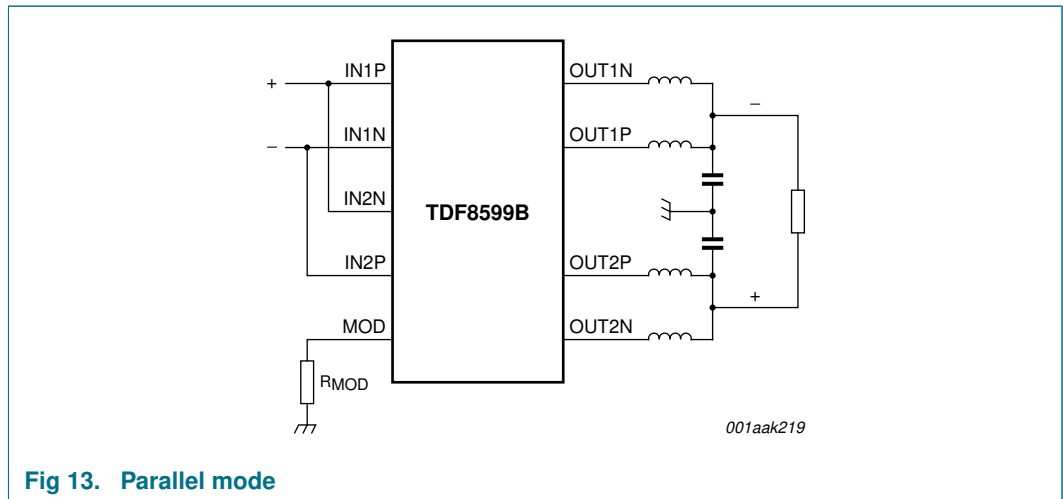 IN1P
OUT1N
+
−
IN1N
OUT1P
−
IN2N
TDF8599B
IN2P
OUT2P
+
MOD
OUT2N
RMOD
001aak219
Fig 13. Parallel mode